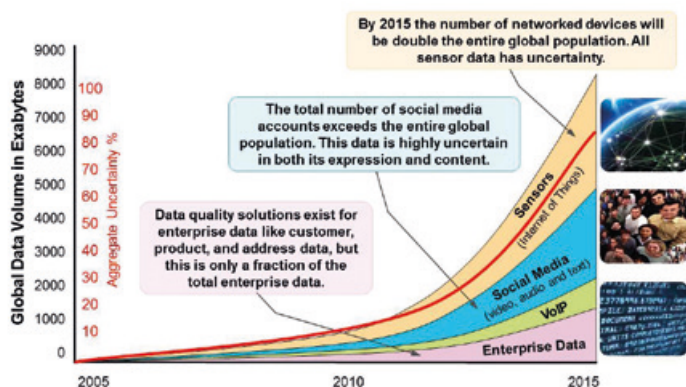 By 2015 the number of networked devices will
be double the entire global population. All
sensor data has uncertainty.
The total number of social media
accounts exceeds the entire global
population. This data is highly uncertain
in both its expression and content.
Data quality solutions exist for
enterprise data like customer,
product, and address data, but
this is only a fraction of the
total enterprise data.
Global Data Volume in Exabytes
9000
8000
7000
6000
5000
4000
3000
2000
1000
0
Aggregate Uncertainty %
100
90
80
70
60
50
40
30
20
10
Sensors
(Internet of Things)
Social Media
(video, audio and text)
VoIP
Enterprise Data
2005
2010
2015